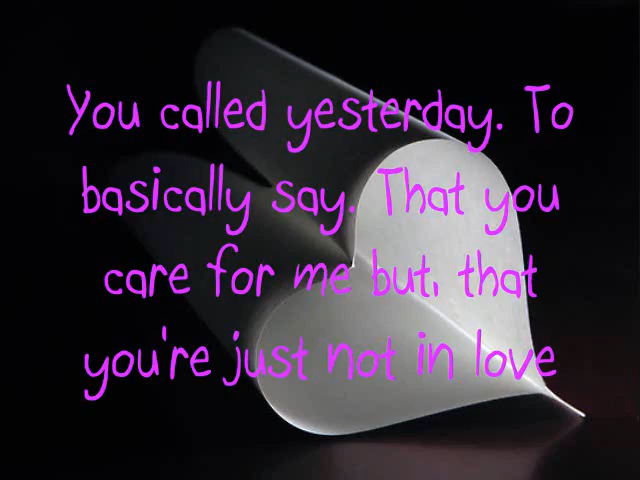 You called yesterday. To
basically say. That you
care for me but, that
you're just not in love